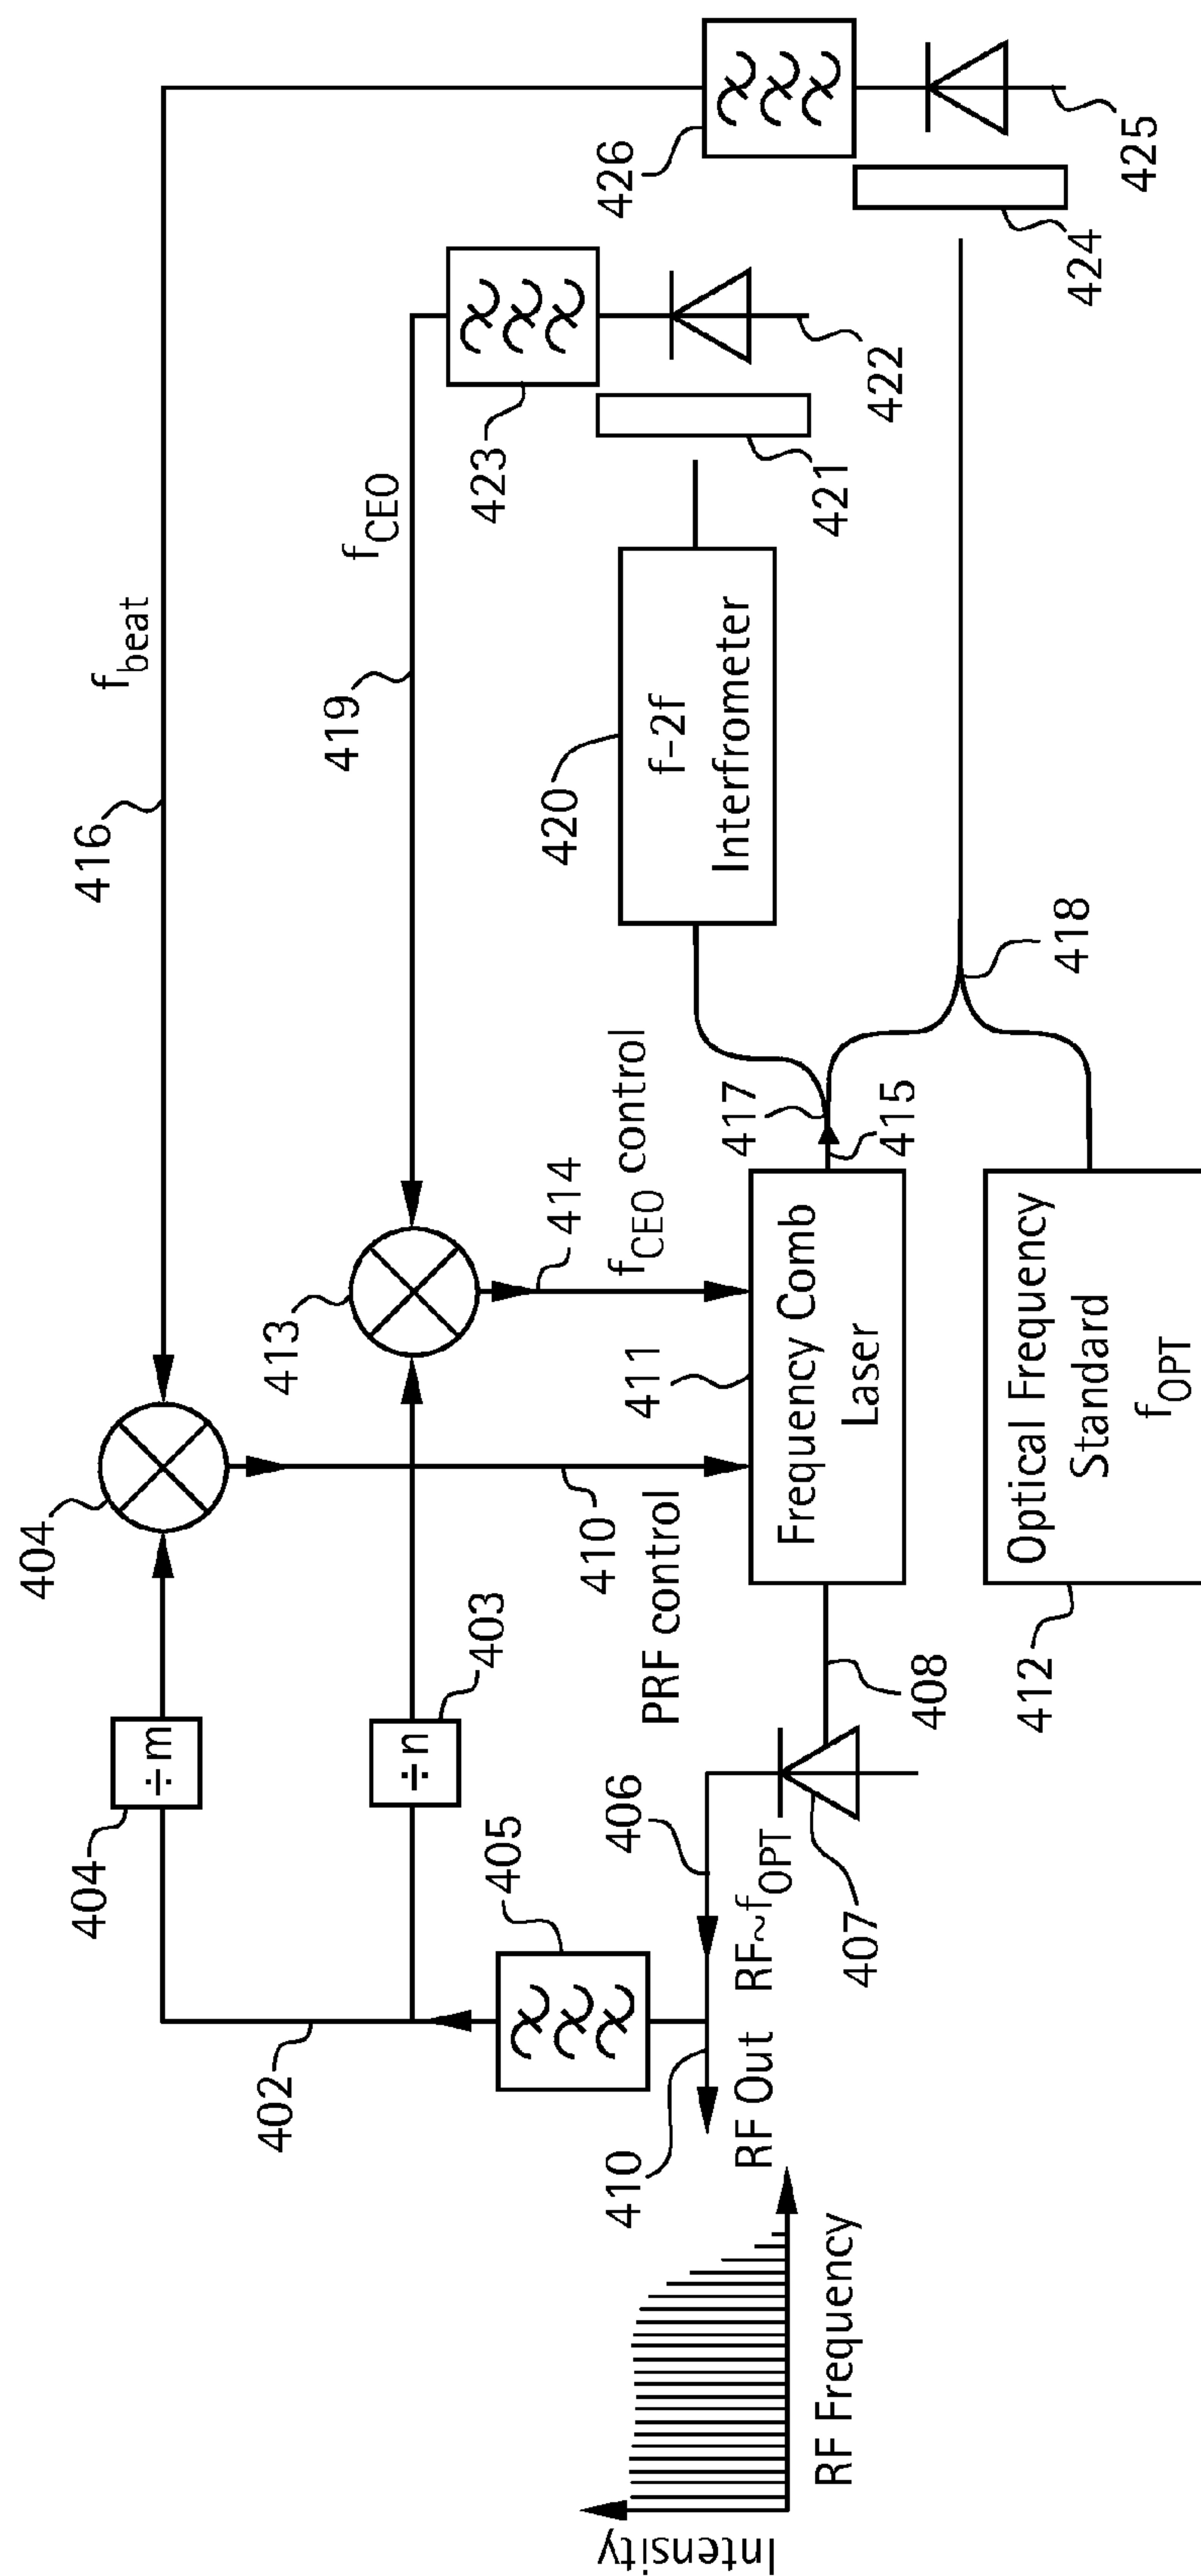 416
f_beat
404
404
÷m
402
419
f_CEO
413
÷n
403
414
f_CEO control
410
PRF control
405
423
426
406
RF~f_OPT
RF Out
410
407
408
411
Frequency Comb
Laser
417
415
420
f-2f
Interfrometer
421
422
418
424
425
412
Optical Frequency
Standard
f_OPT
Intensity
RF Frequency